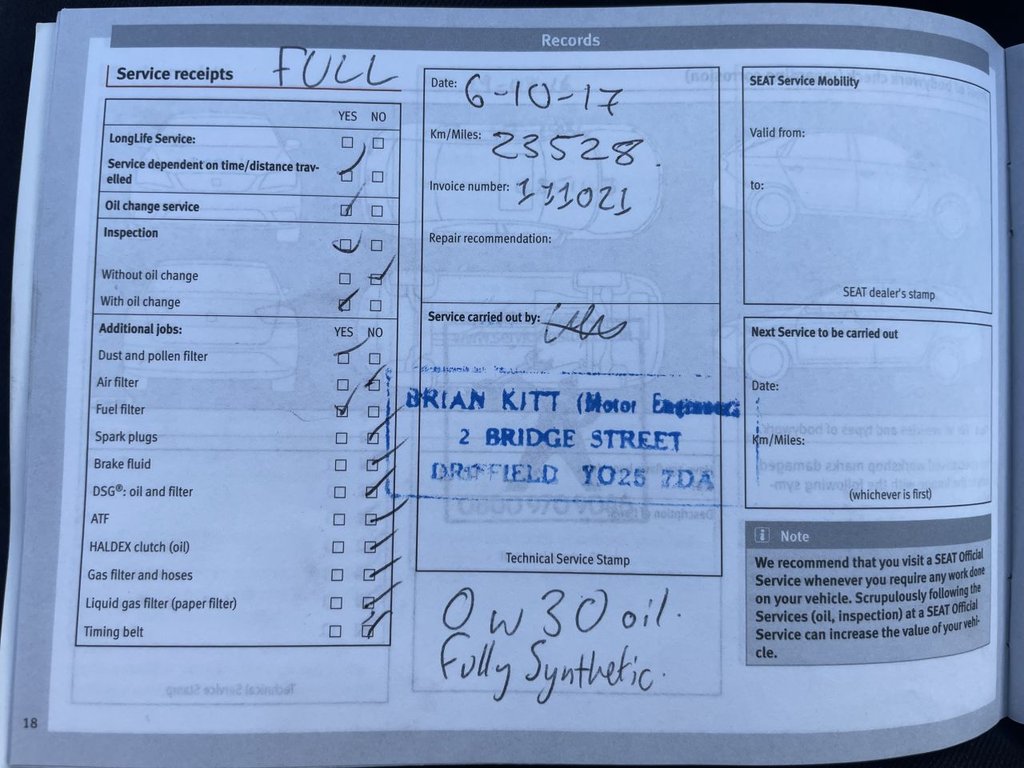 Records
Service receipts FULL
YES NO
LongLife Service:
Service dependent on time/distance trav-
elled
Oil change service
Inspection
Without oil change
With oil change
Additional jobs: YES NO
Dust and pollen filter
Air filter
Fuel filter
Spark plugs
Brake fluid
DSG®: oil and filter
ATF
HALDEX clutch (oil)
Gas filter and hoses
Liquid gas filter (paper filter)
Timing belt
18
Date: 6-10-17
Km/Miles: 23528.
Invoice number: 111021
Repair recommendation:
Service carried out by:
BRIAN KITT (Motor Engineer)
2 BRIDGE STREET
DRIFFIELD YO25 7DA
Technical Service Stamp
0w30 oil.
Fully Synthetic.
SEAT Service Mobility
Valid from:
to:
SEAT dealer's stamp
Next Service to be carried out
Date:
Km/Miles:
(whichever is first)
i Note
We recommend that you visit a SEAT Official
Service whenever you require any work done
on your vehicle. Scrupulously following the
Services (oil, inspection) at a SEAT Official
Service can increase the value of your vehi-
cle.